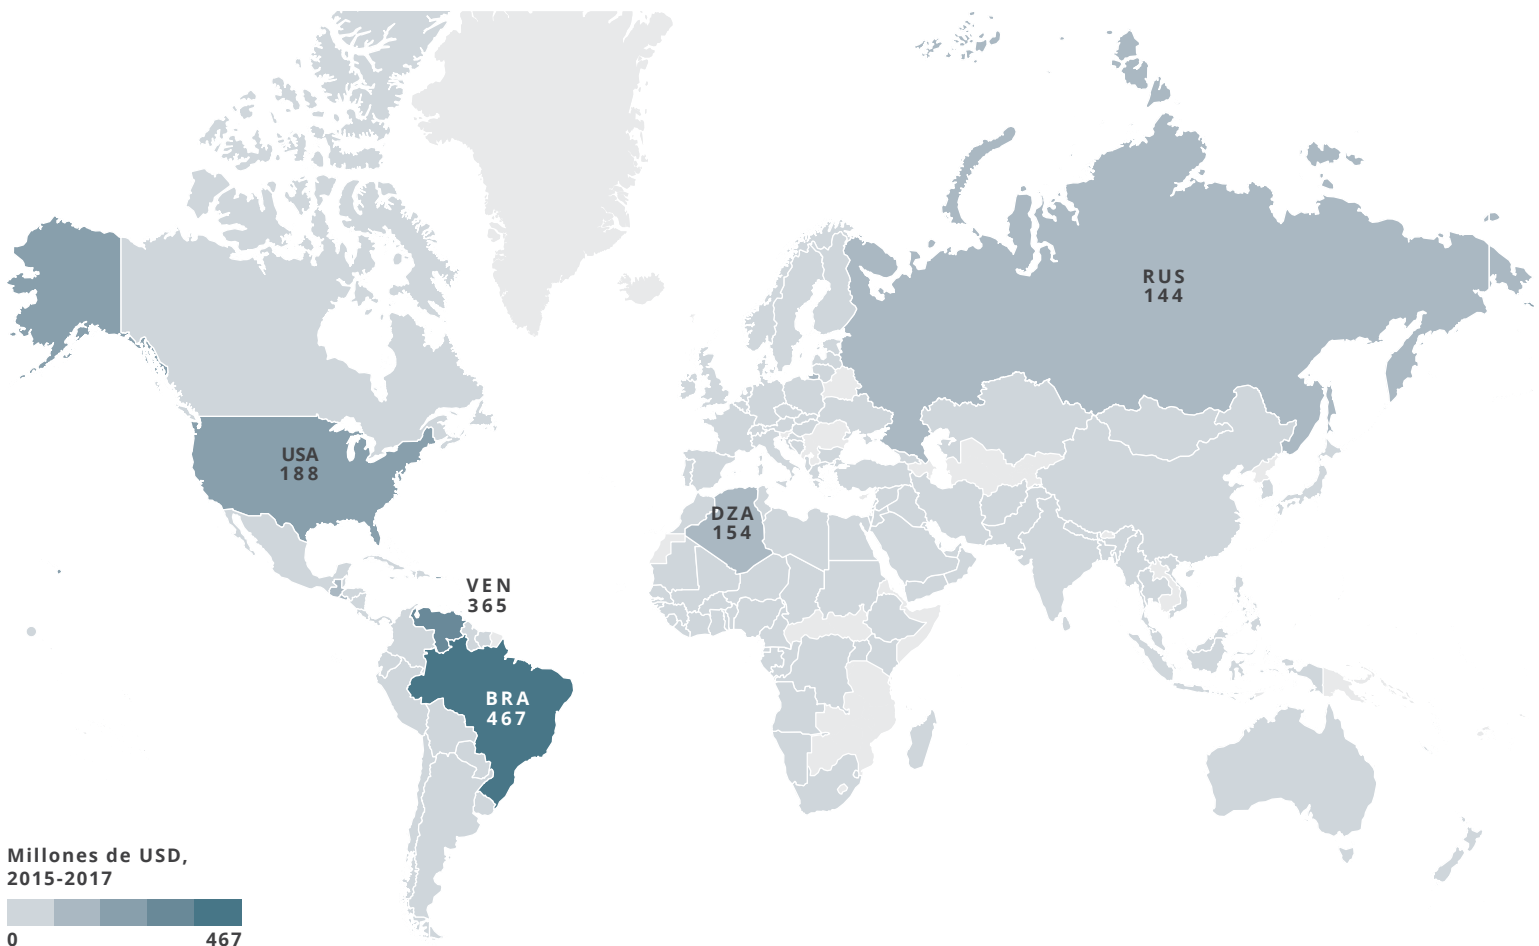 RUS
144
USA
188
DZA
154
VEN
365
BRA
467
Millones de USD,
2015-2017
0
467